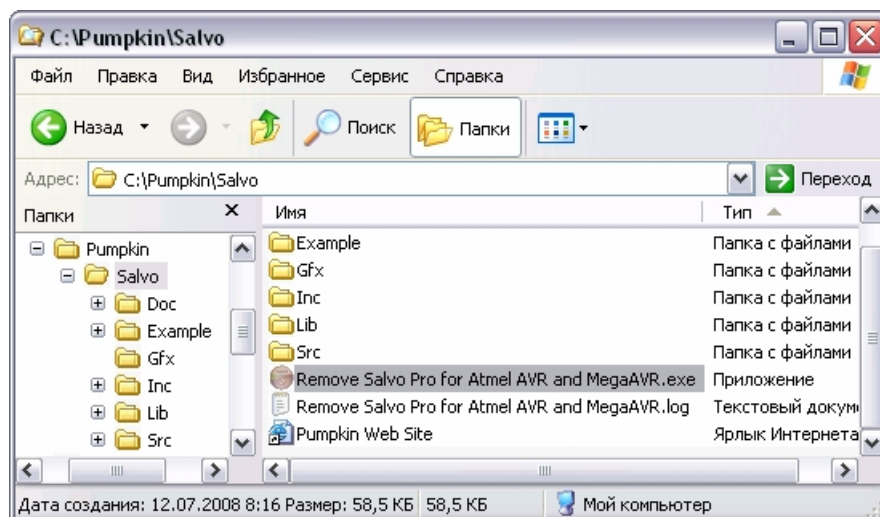 C:\Pumpkin\Salvo
Файл Правка Вид Избранное Сервис Справка
Назад Поиск Папки
Адрес: C:\Pumpkin\Salvo Переход
Папки
Pumpkin
Salvo
Doc
Example
Gfx
Inc
Lib
Src
Имя Тип
Example Папка с файлами
Gfx Папка с файлами
Inc Папка с файлами
Lib Папка с файлами
Src Папка с файлами
Remove Salvo Pro for Atmel AVR and MegaAVR.exe Приложение
Remove Salvo Pro for Atmel AVR and MegaAVR.log Текстовый докум
Pumpkin Web Site Ярлык Интернета
Дата создания: 12.07.2008 8:16 Размер: 58,5 КБ 58,5 КБ Мой компьютер